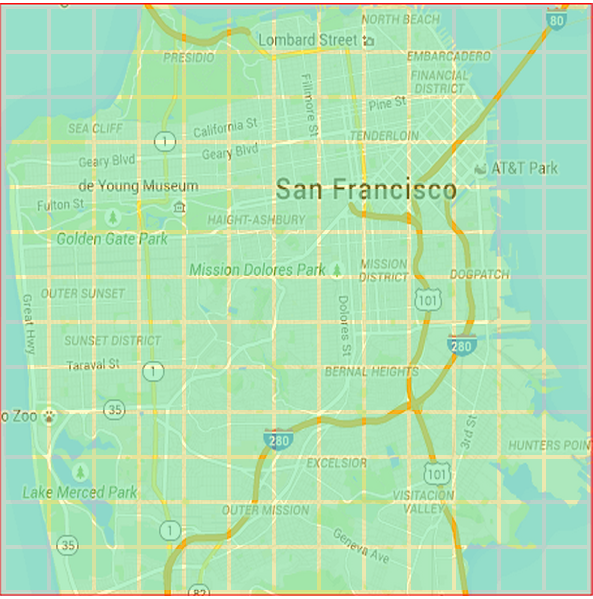 NORTH BEACH
80
Lombard Street
PRESIDIO
EMBARCADERO
FINANCIAL
DISTRICT
Fillmore St
Pine St
SEA CLIFF
California St
TENDERLOIN
1
Geary Blvd
Geary Blvd
AT&T Park
de Young Museum
San Francisco
Fulton St
HAIGHT-ASHBURY
Golden Gate Park
Mission Dolores Park
MISSION
DISTRICT
DOGPATCH
OUTER SUNSET
101
Great Hwy
Dolores St
SUNSET DISTRICT
280
Taraval St
1
BERNAL HEIGHTS
35
o Zoo
3rd St
280
HUNTERS POIN
EXCELSIOR
101
Lake Merced Park
VISITACION
VALLEY
OUTER MISSION
1
35
Geneva Ave
82